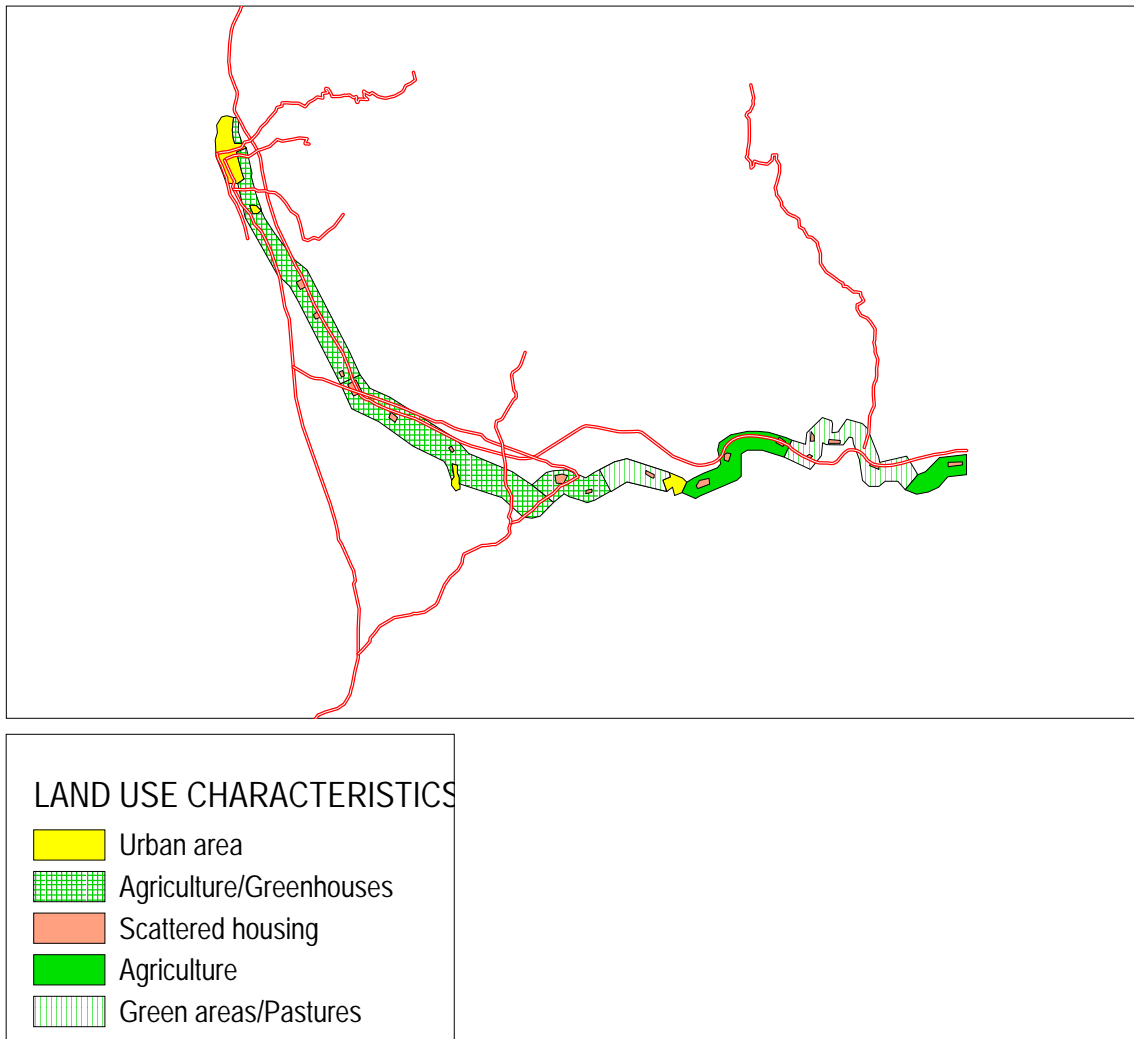 LAND USE CHARACTERISTICS
Urban area
Agriculture/Greenhouses
Scattered housing
Agriculture
Green areas/Pastures